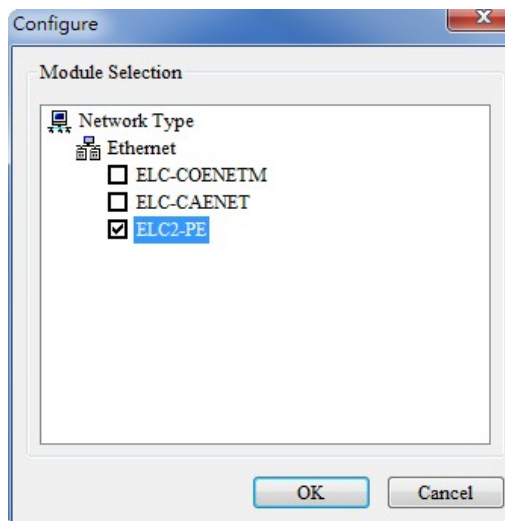 Configure
Module Selection
Network Type
Ethernet
ELC-COENETM
ELC-CAENET
ELC2-PE
OK
Cancel